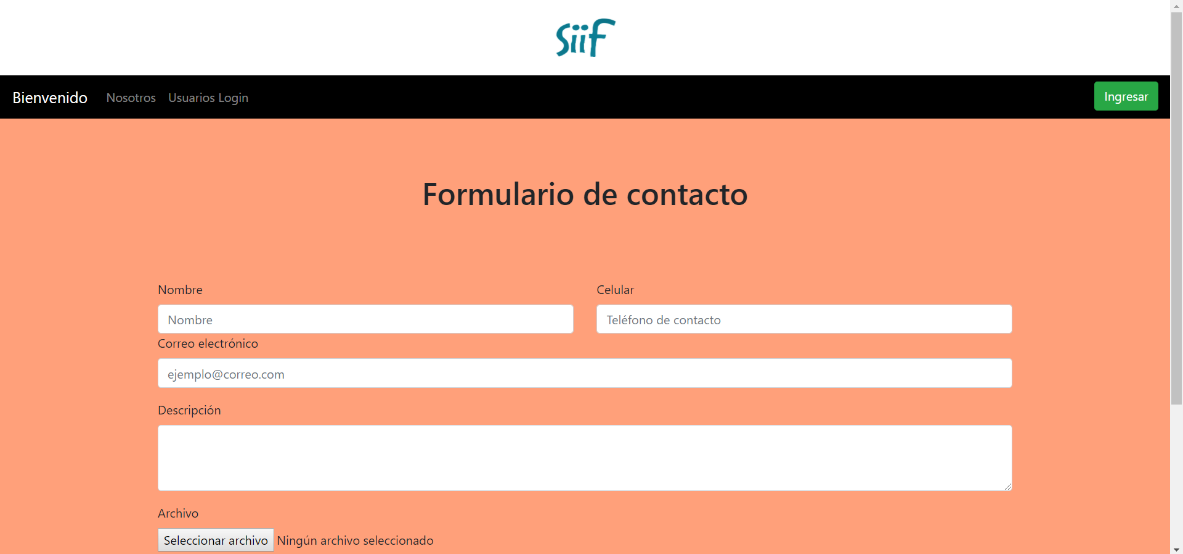 Siif
Bienvenido Nosotros Usuarios Login Ingresar
Formulario de contacto
Nombre Celular
Nombre Teléfono de contacto
Correo electrónico
ejemplo@correo.com
Descripción
Archivo
Seleccionar archivo Ningún archivo seleccionado